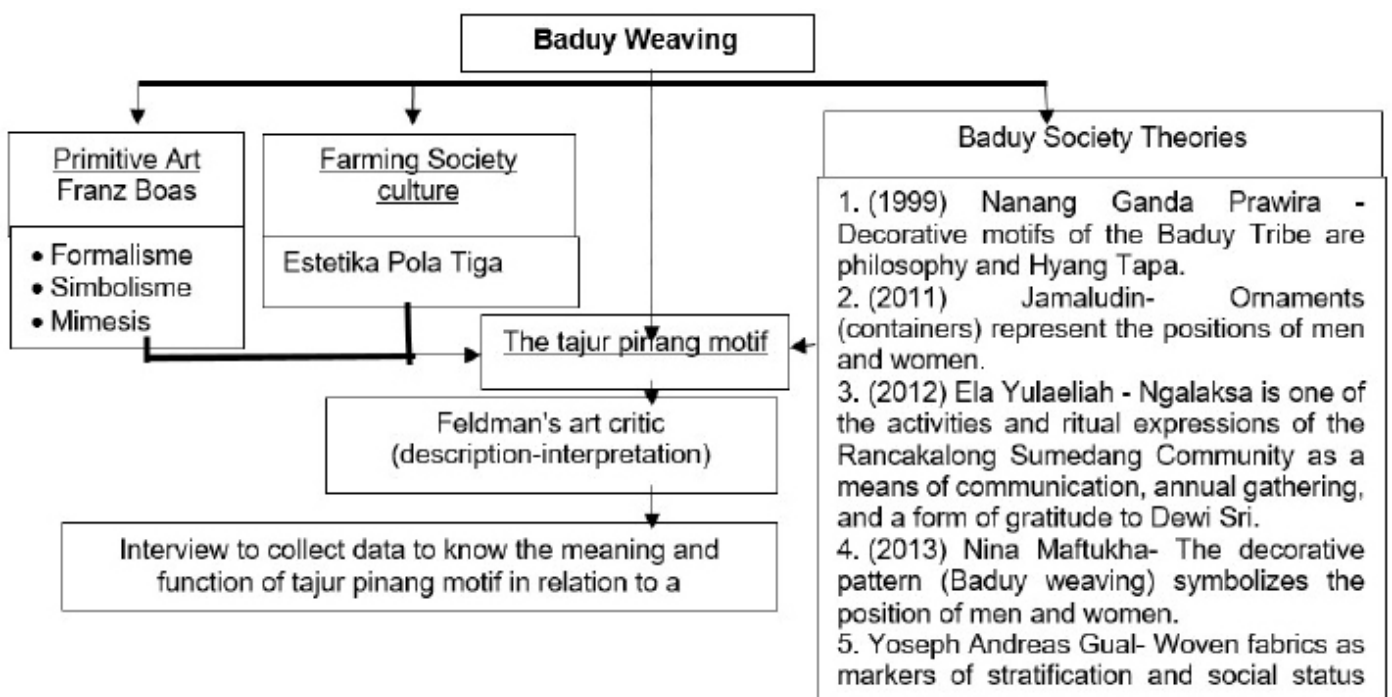 Baduy Weaving
Primitive Art
Franz Boas
• Formalisme
• Simbolisme
• Mimesis
Farming Society
culture
Estetika Pola Tiga
The tajur pinang motif
Feldman's art critic
(description-interpretation)
Interview to collect data to know the meaning and
function of tajur pinang motif in relation to a
Baduy Society Theories
1. (1999) Nanang Ganda Prawira -
Decorative motifs of the Baduy Tribe are
philosophy and Hyang Tapa.
2. (2011) Jamaludin- Ornaments
(containers) represent the positions of men
and women.
3. (2012) Ela Yulaeliah - Ngalaksa is one of
the activities and ritual expressions of the
Rancakalong Sumedang Community as a
means of communication, annual gathering,
and a form of gratitude to Dewi Sri.
4. (2013) Nina Maftukha- The decorative
pattern (Baduy weaving) symbolizes the
position of men and women.
5. Yoseph Andreas Gual- Woven fabrics as
markers of stratification and social status